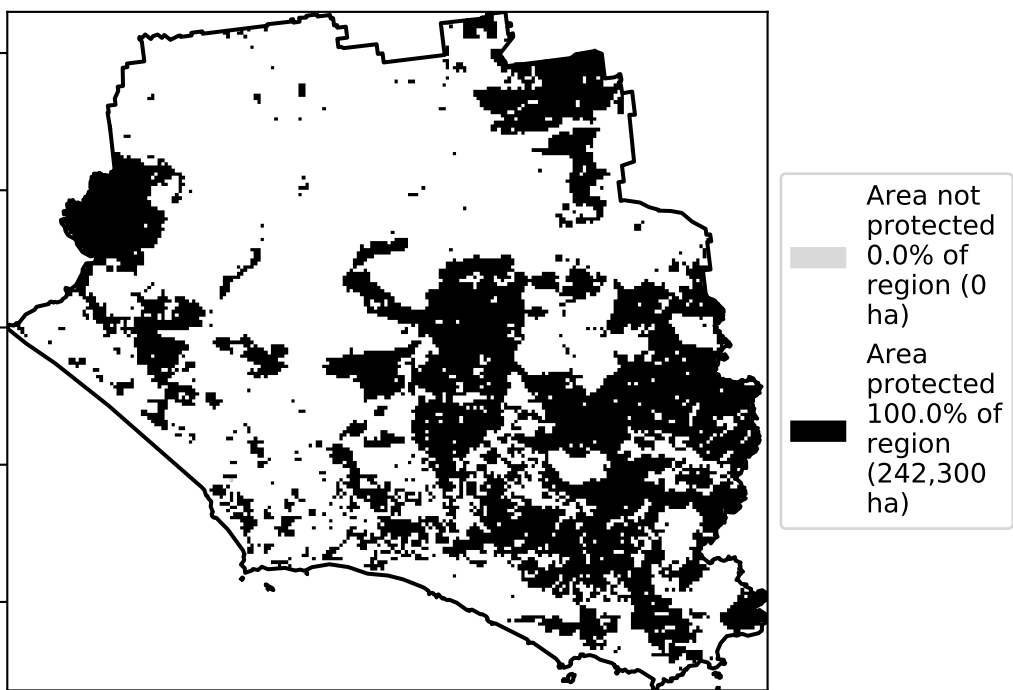 Area not
protected
0.0% of
region (0
ha)
Area
protected
100.0% of
region
(242,300
ha)